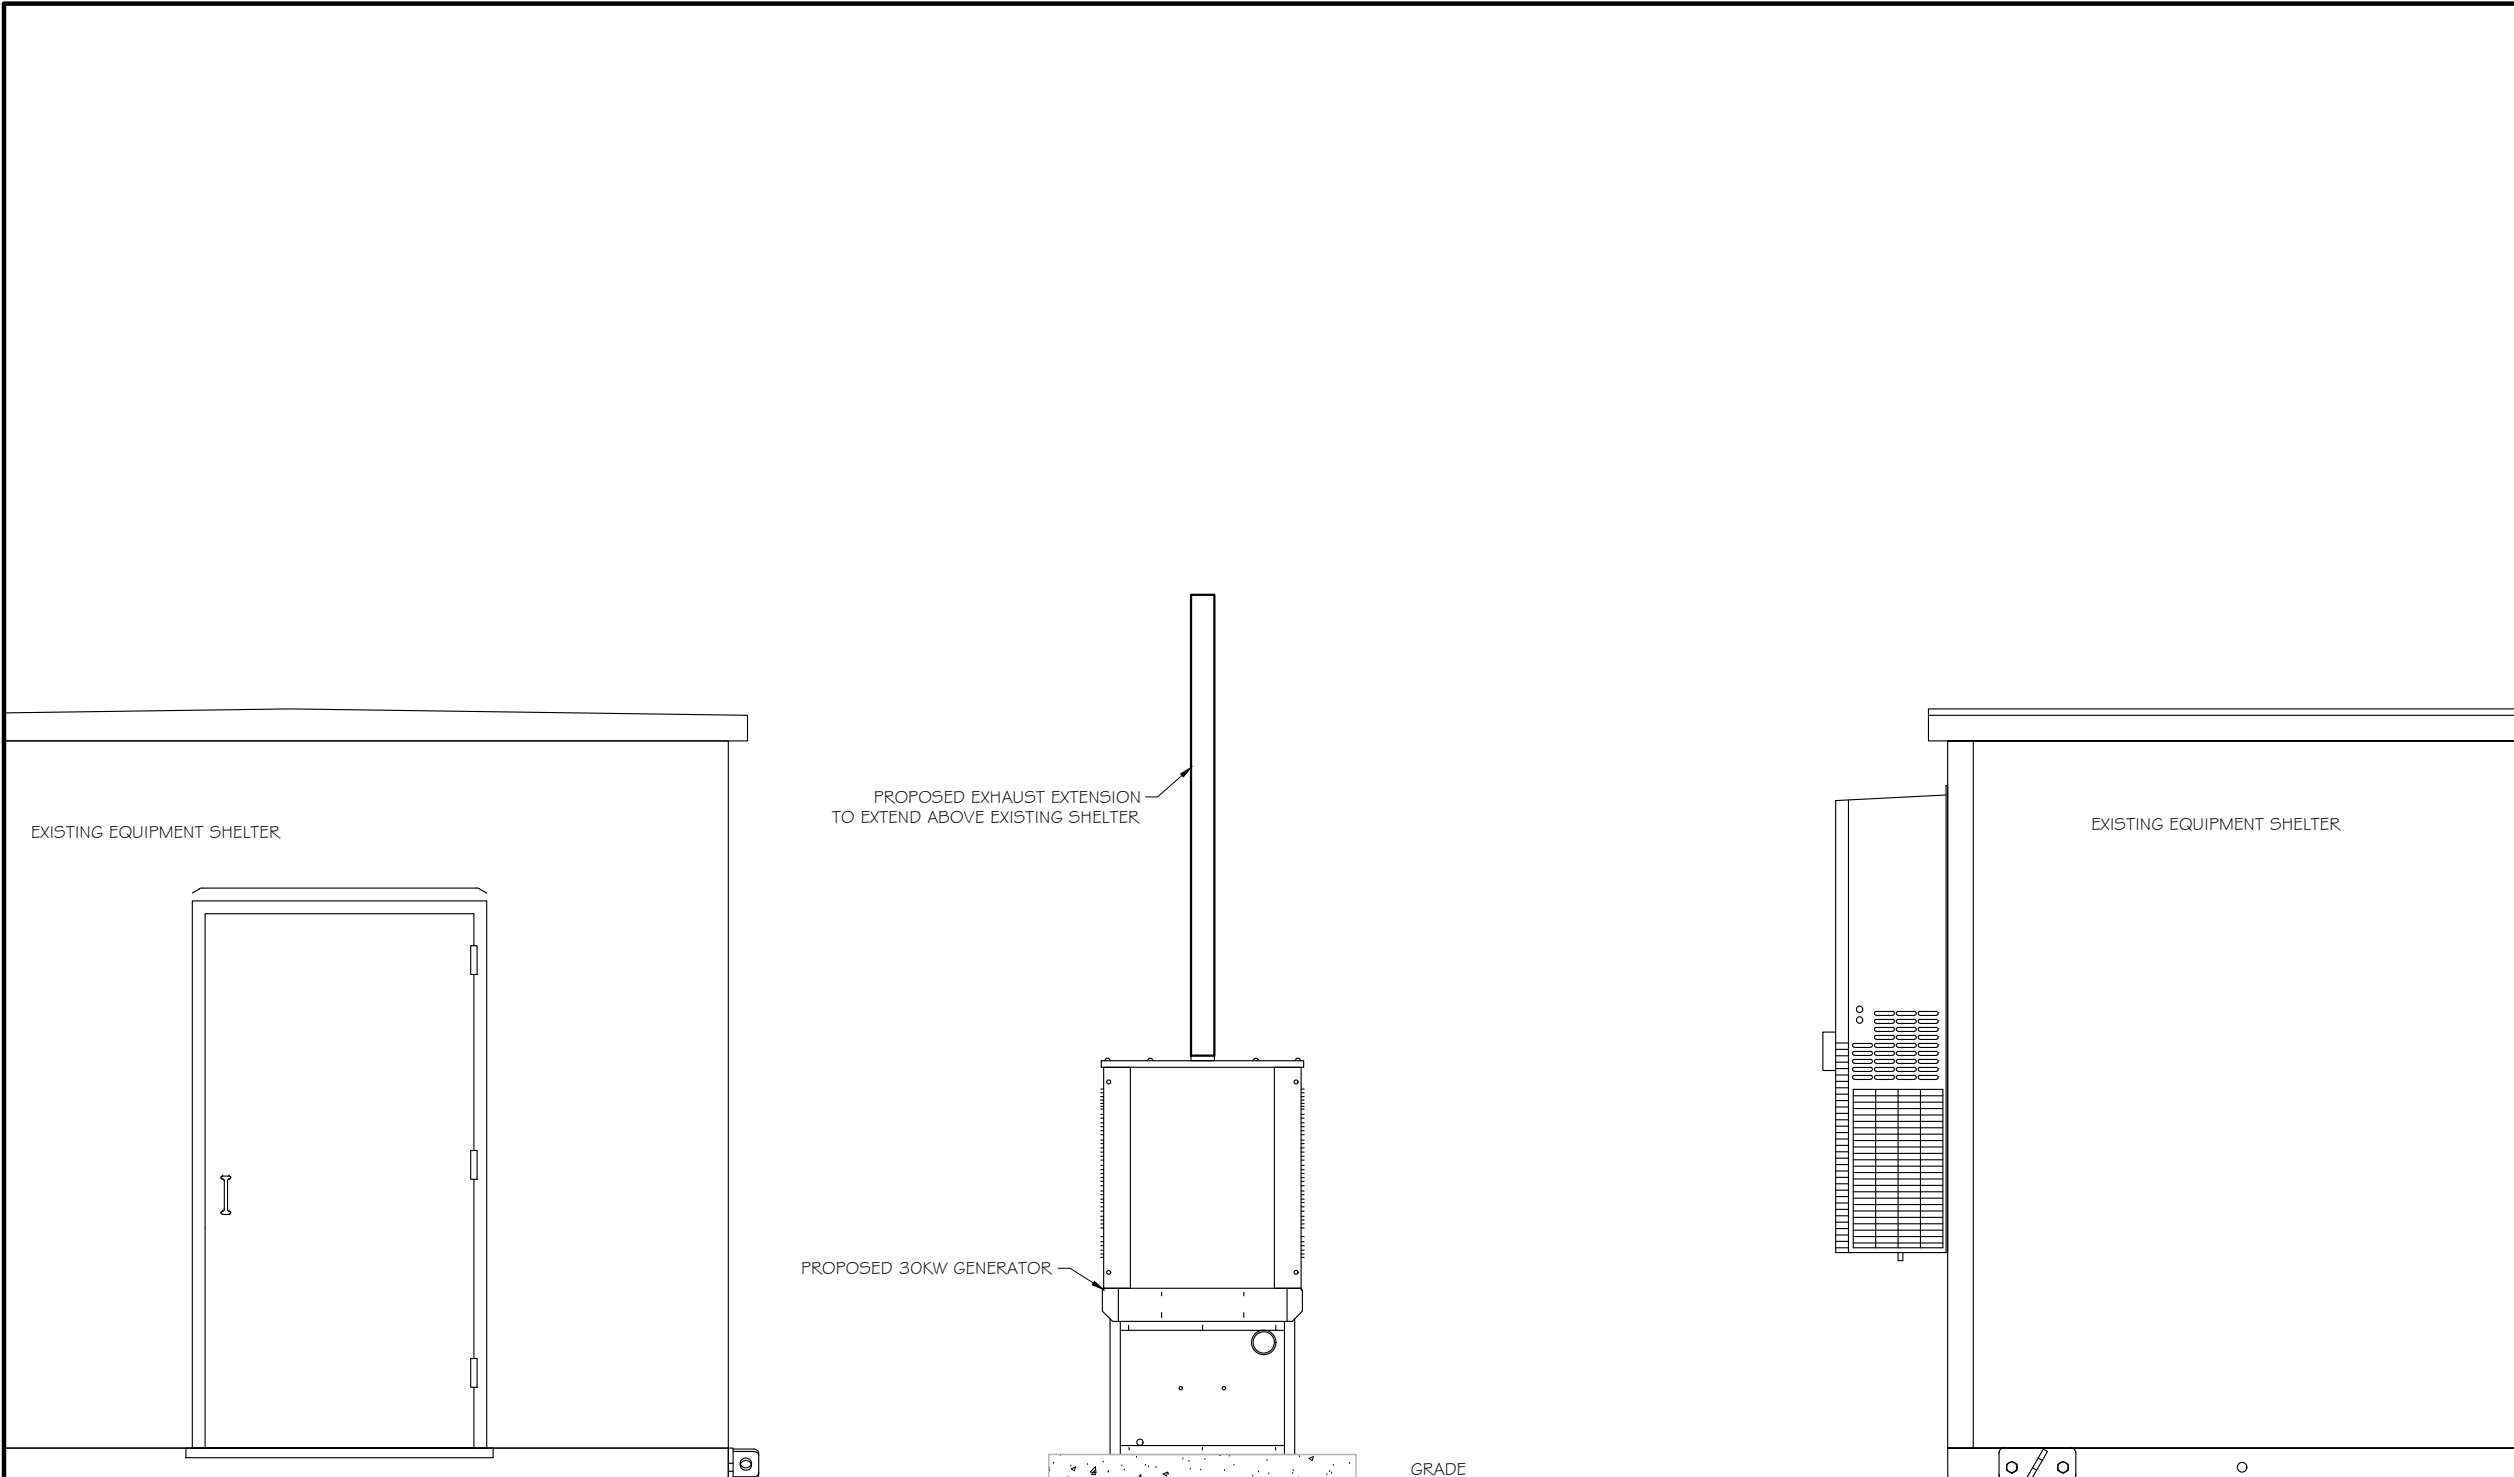 PROPOSED EXHAUST EXTENSION
TO EXTEND ABOVE EXISTING SHELTER
EXISTING EQUIPMENT SHELTER
EXISTING EQUIPMENT SHELTER
PROPOSED 30KW GENERATOR
GRADE